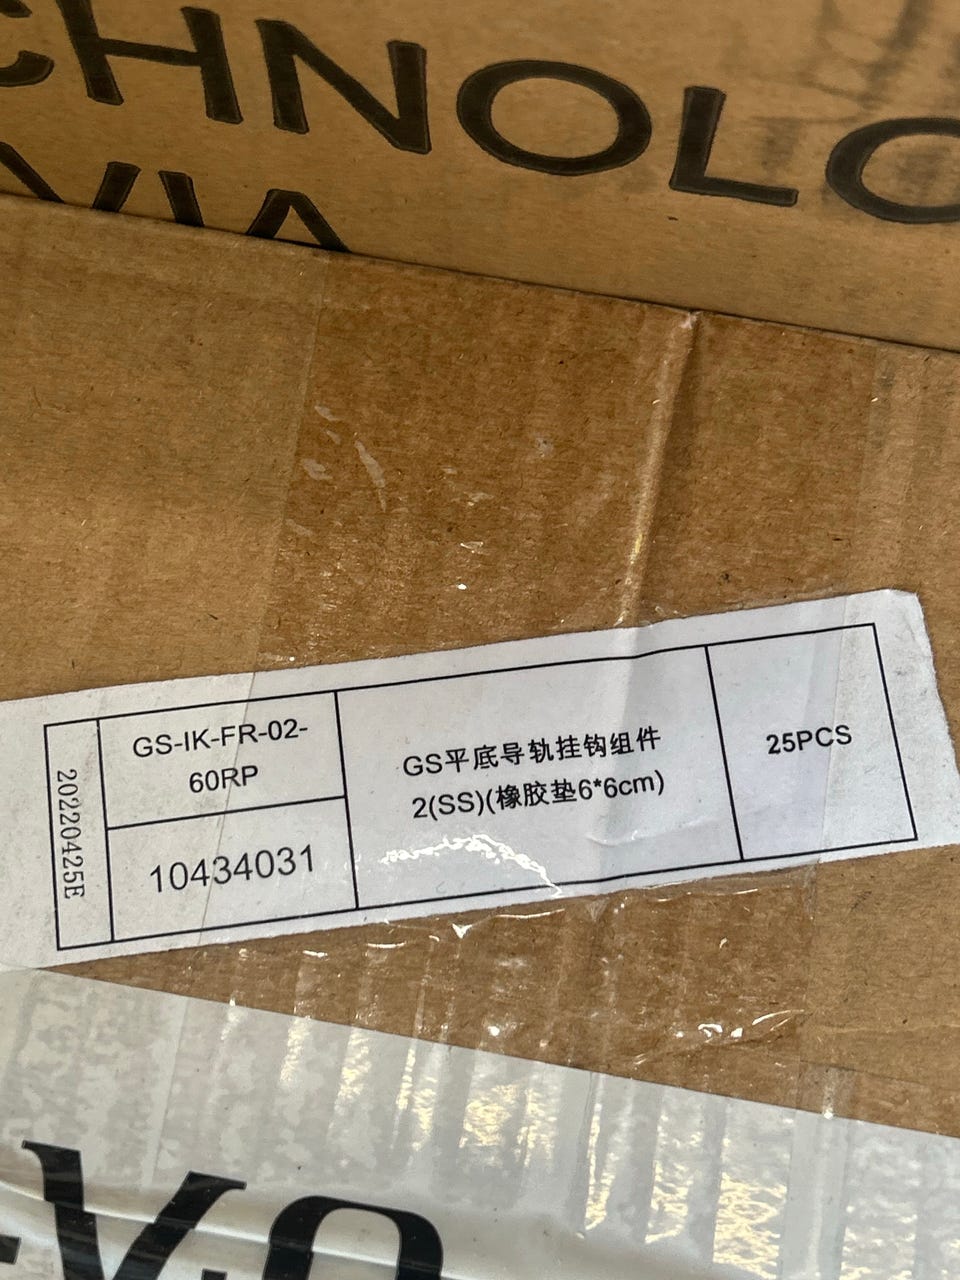 CHNOLO
VIA
20220425E
GS-IK-FR-02-
60RP
10434031
GS平底导轨挂钩组件
2(SS)(橡胶垫6*6cm)
25PCS